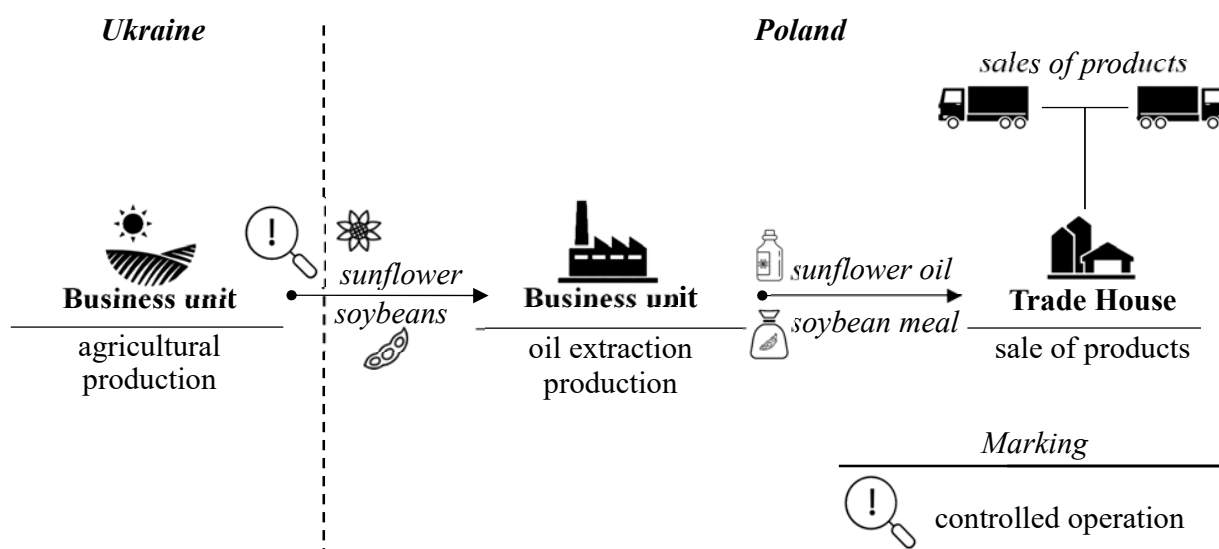 Ukraine
Poland
sales of products
!
sunflower
sunflower oil
Business unit
Business unit
Trade House
soybeans
soybean meal
agricultural
production
oil extraction
production
sale of products
Marking
!
controlled operation